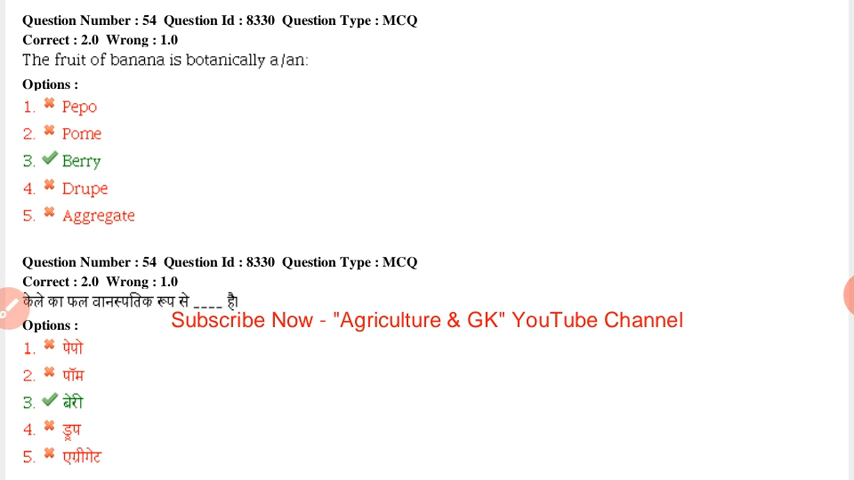 Question Number : 54 Question Id : 8330 Question Type : MCQ
Correct : 2.0 Wrong : 1.0
The fruit of banana is botanically a/an:
Options :
1. Pepo
2. Pome
3. Berry
4. Drupe
5. Aggregate
Question Number : 54 Question Id : 8330 Question Type : MCQ
Correct : 2.0 Wrong : 1.0
केले का फल वानस्पतिक रूप से ____ है।
Subscribe Now - "Agriculture & GK" YouTube Channel
Options :
1. पेपो
2. पॉम
3. बेरी
4. ड्रूप
5. एग्रीगेट